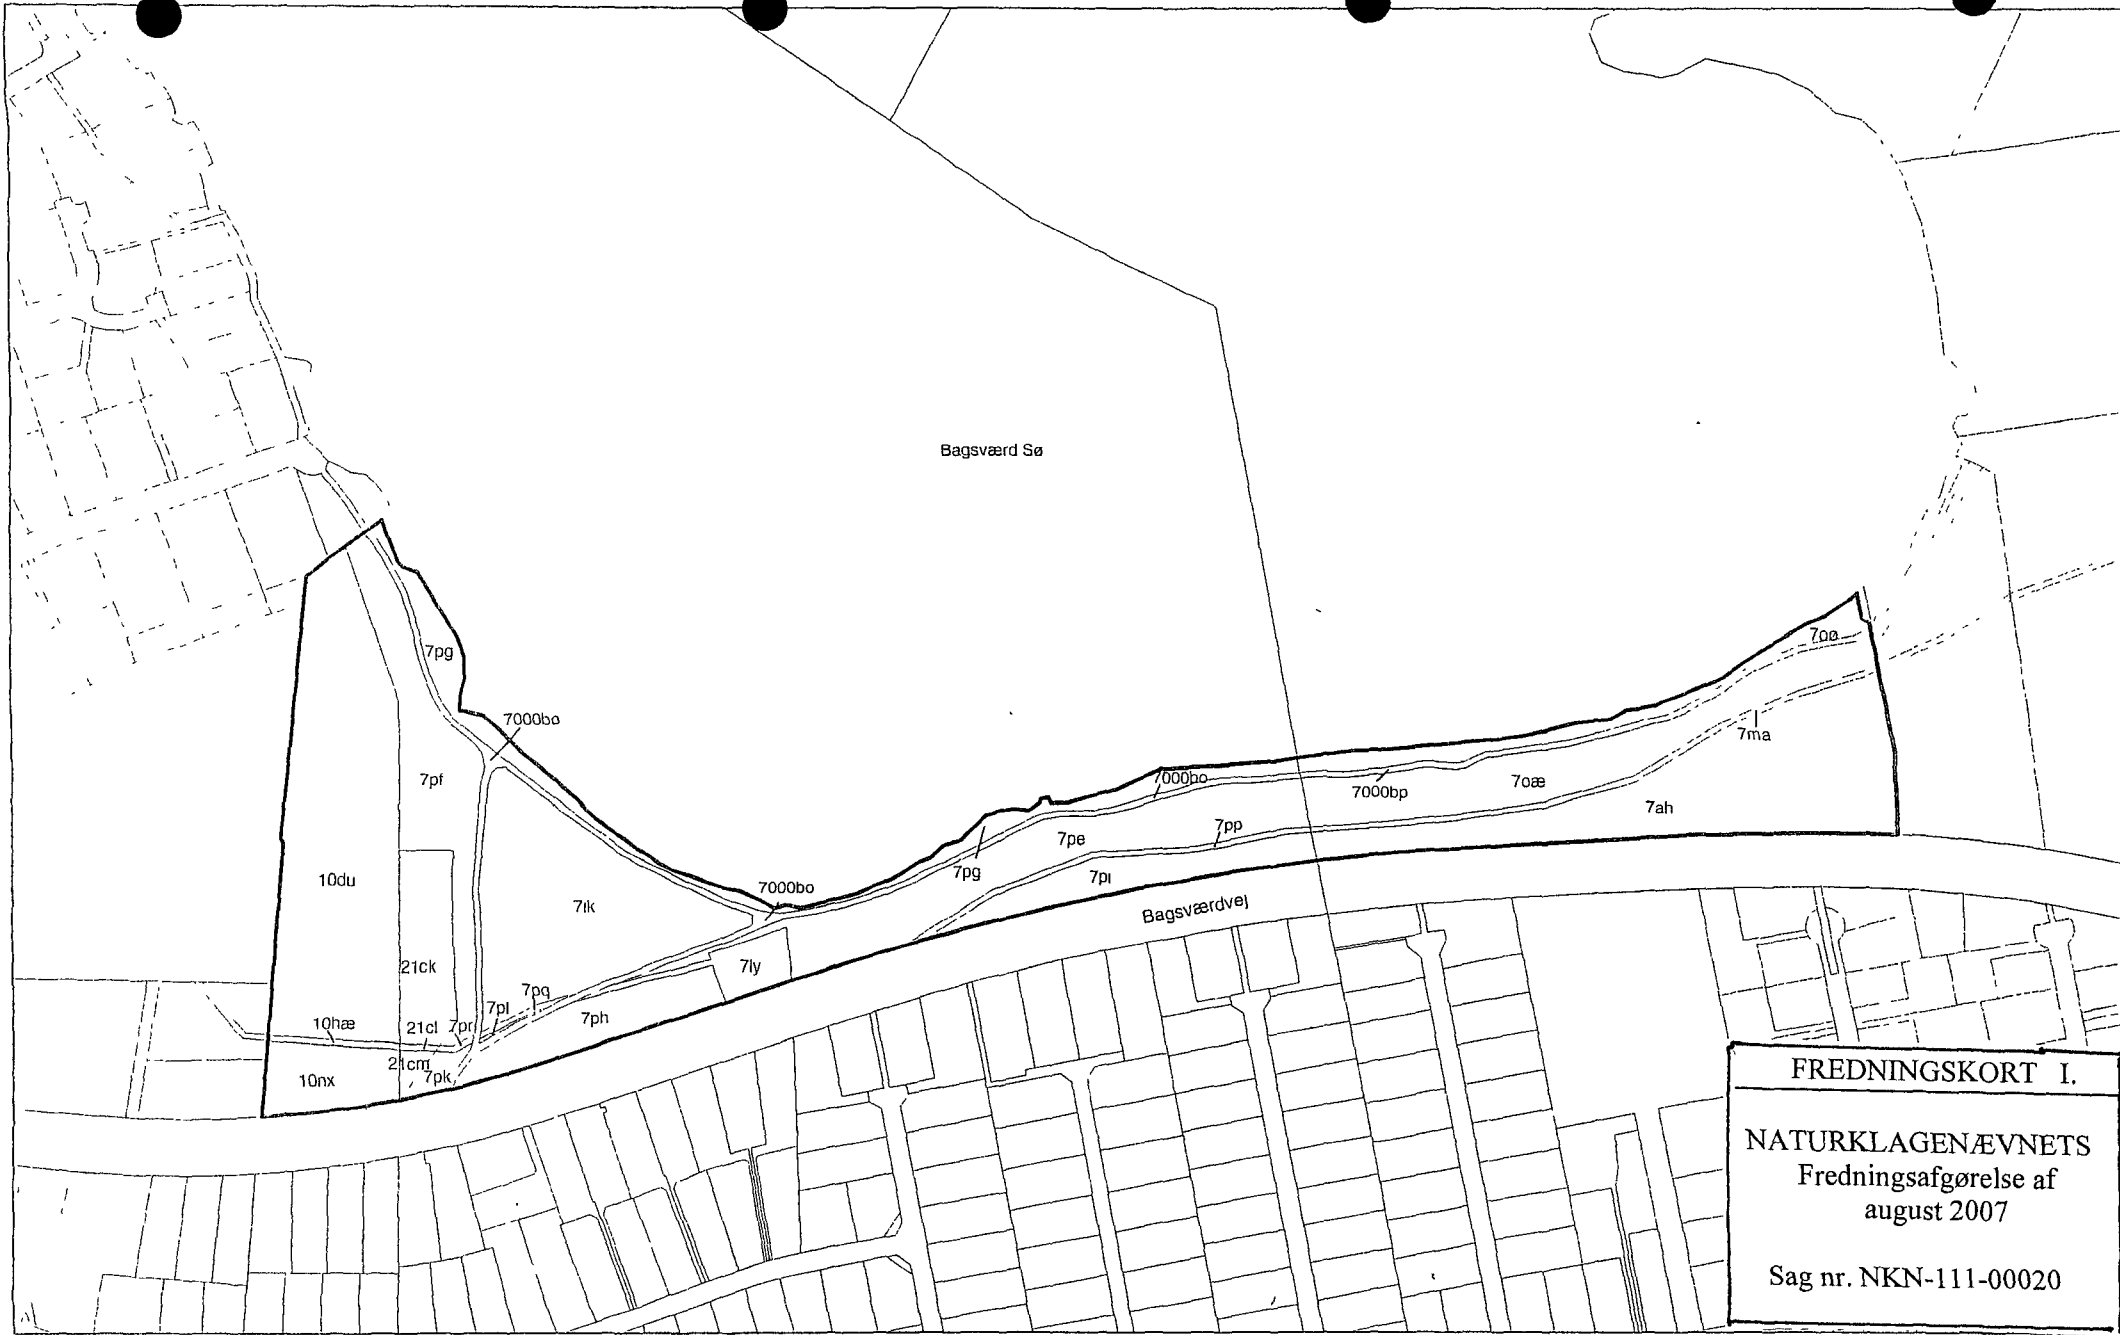 Bagsværd Sø
7oø
7pg
7000bo
7ma
7pf
7000bo
7000bp
7oæ
7ah
7pp
7pe
7pg
7pı
10du
7000bo
7ık
Bagsværdvej
21ck
7ly
7pq
7pl
7ph
10hæ
21cl
7pr
21cm
7pk
10nx
FREDNINGSKORT I.
NATURKLAGENÆVNETS
Fredningsafgørelse af
august 2007
Sag nr. NKN-111-00020